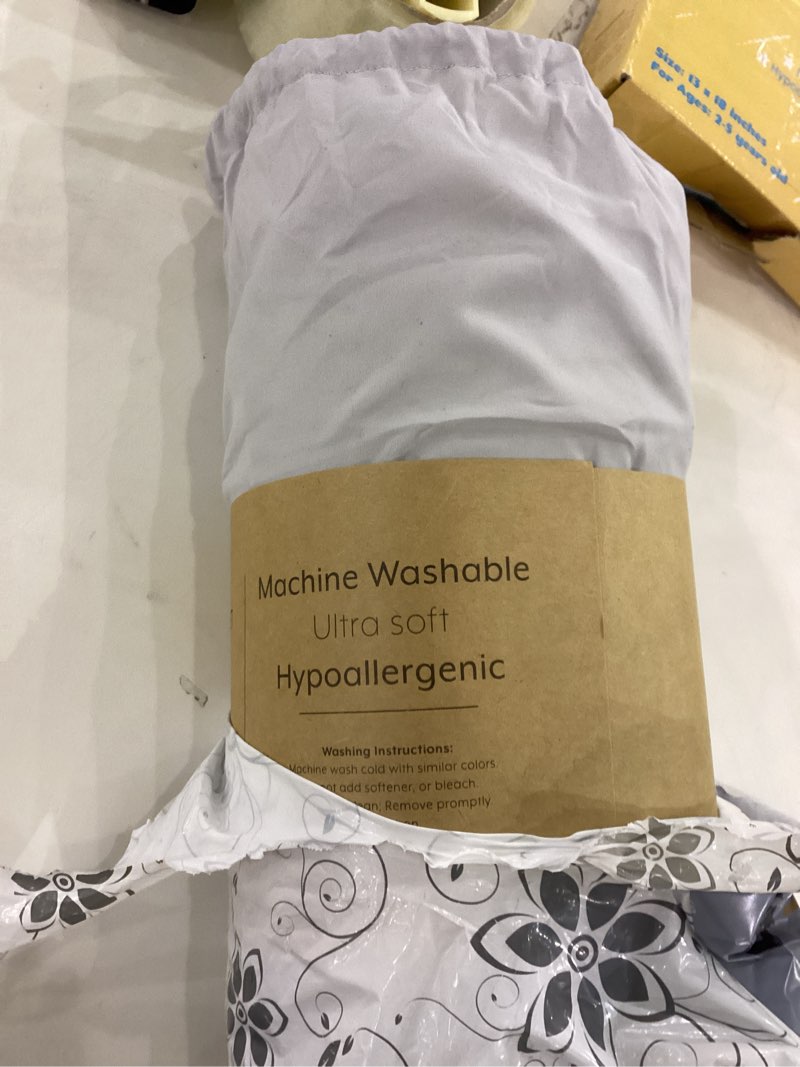 Size: 13 x 18 inches
For Ages: 2-5 years old
Machine Washable
Ultra soft
Hypoallergenic
Washing Instructions:
Machine wash cold with similar colors.
add softener, or bleach.
Remove promptly